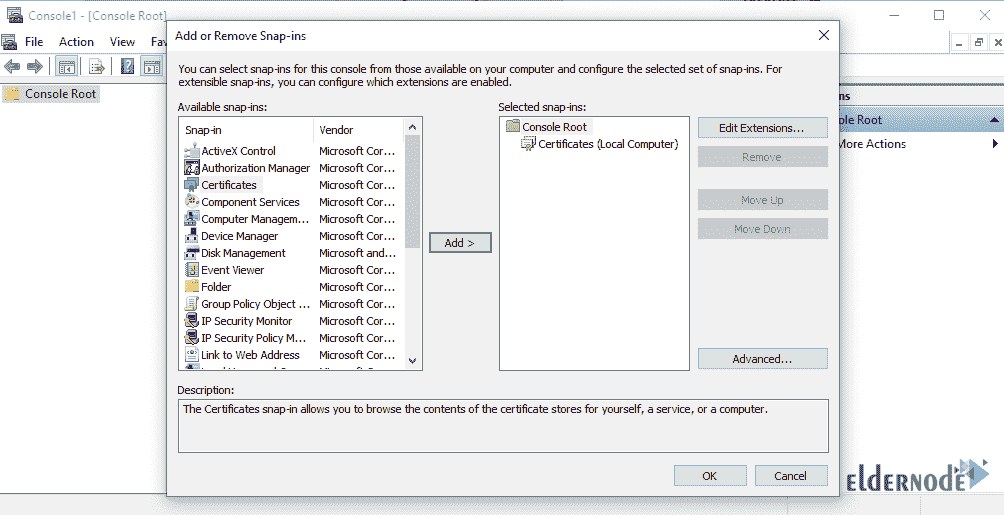 Console1 - [Console Root]
File Action View Fav
Console Root
Add or Remove Snap-ins
You can select snap-ins for this console from those available on your computer and configure the selected set of snap-ins. For
extensible snap-ins, you can configure which extensions are enabled.
Available snap-ins:
Snap-in Vendor
ActiveX Control Microsoft Cor...
Authorization Manager Microsoft Cor...
Certificates Microsoft Cor...
Component Services Microsoft Cor...
Computer Managem... Microsoft Cor...
Device Manager Microsoft Cor...
Disk Management Microsoft and...
Event Viewer Microsoft Cor...
Folder Microsoft Cor...
Group Policy Object ... Microsoft Cor...
IP Security Monitor Microsoft Cor...
IP Security Policy M... Microsoft Cor...
Link to Web Address Microsoft Cor...
Add >
Selected snap-ins:
Console Root
Certificates (Local Computer)
Edit Extensions...
Remove
Move Up
Move Down
Advanced...
Description:
The Certificates snap-in allows you to browse the contents of the certificate stores for yourself, a service, or a computer.
OK Cancel
ns
ole Root
More Actions
eldernode